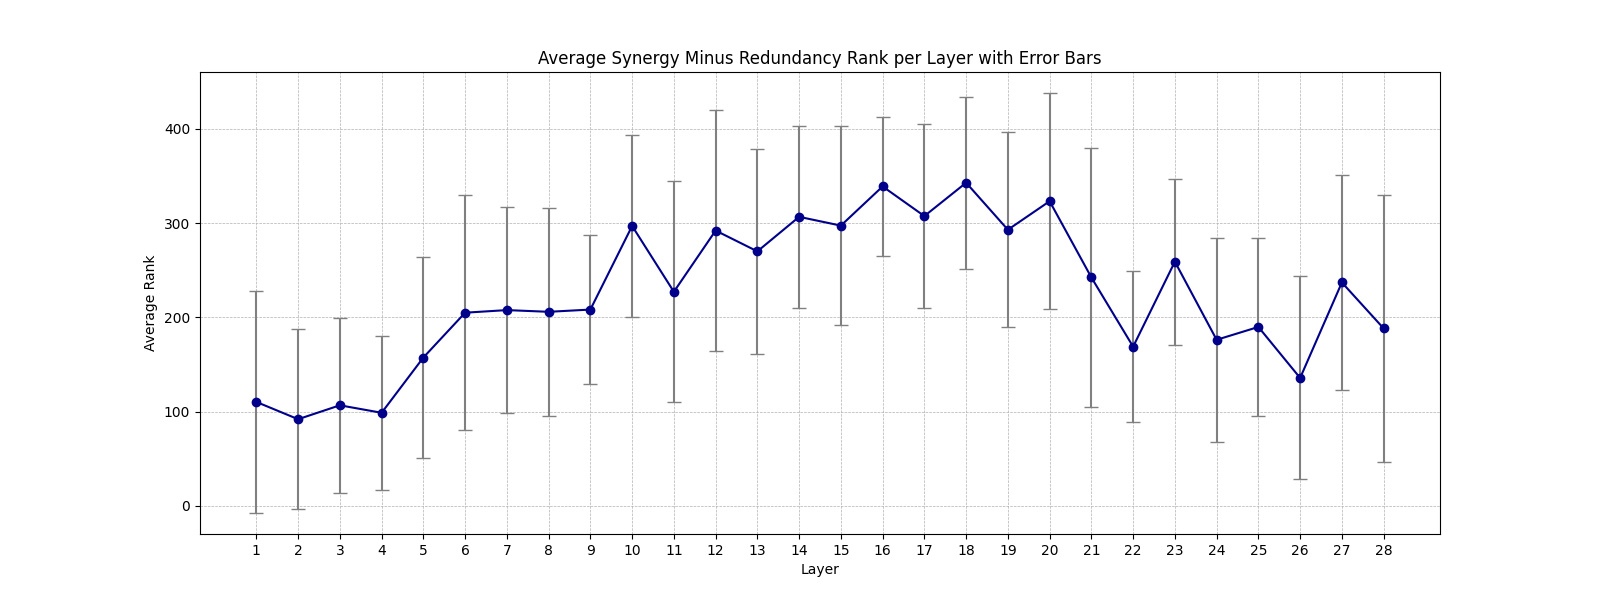 Average Synergy Minus Redundancy Rank per Layer with Error Bars
Average Rank
400
300
200
100
0
1 2 3 4 5 6 7 8 9 10 11 12 13 14 15 16 17 18 19 20 21 22 23 24 25 26 27 28
Layer